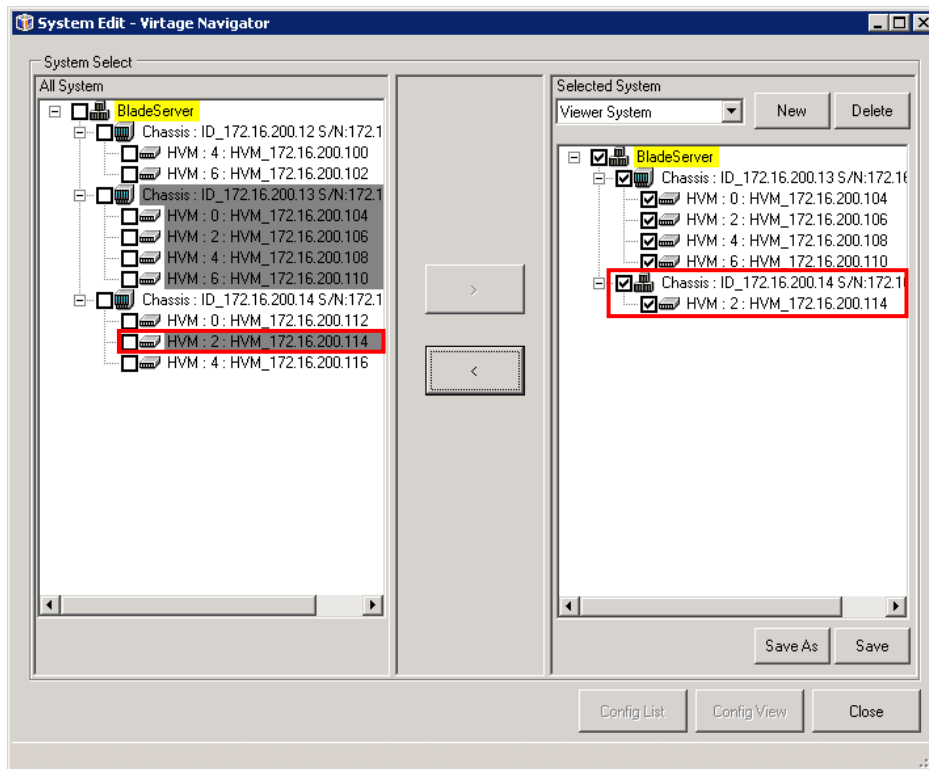 System Edit - Virtage Navigator
System Select
All System
BladeServer
Chassis : ID_172.16.200.12 S/N:172.1
HVM : 4 : HVM_172.16.200.100
HVM : 6 : HVM_172.16.200.102
Chassis : ID_172.16.200.13 S/N:172.1
HVM : 0 : HVM_172.16.200.104
HVM : 2 : HVM_172.16.200.106
HVM : 4 : HVM_172.16.200.108
HVM : 6 : HVM_172.16.200.110
Chassis : ID_172.16.200.14 S/N:172.1
HVM : 0 : HVM_172.16.200.112
HVM : 2 : HVM_172.16.200.114
HVM : 4 : HVM_172.16.200.116
>
<
Selected System
Viewer System
New
Delete
BladeServer
Chassis : ID_172.16.200.13 S/N:172.16
HVM : 0 : HVM_172.16.200.104
HVM : 2 : HVM_172.16.200.106
HVM : 4 : HVM_172.16.200.108
HVM : 6 : HVM_172.16.200.110
Chassis : ID_172.16.200.14 S/N:172.1
HVM : 2 : HVM_172.16.200.114
Save As
Save
Config List
Config View
Close